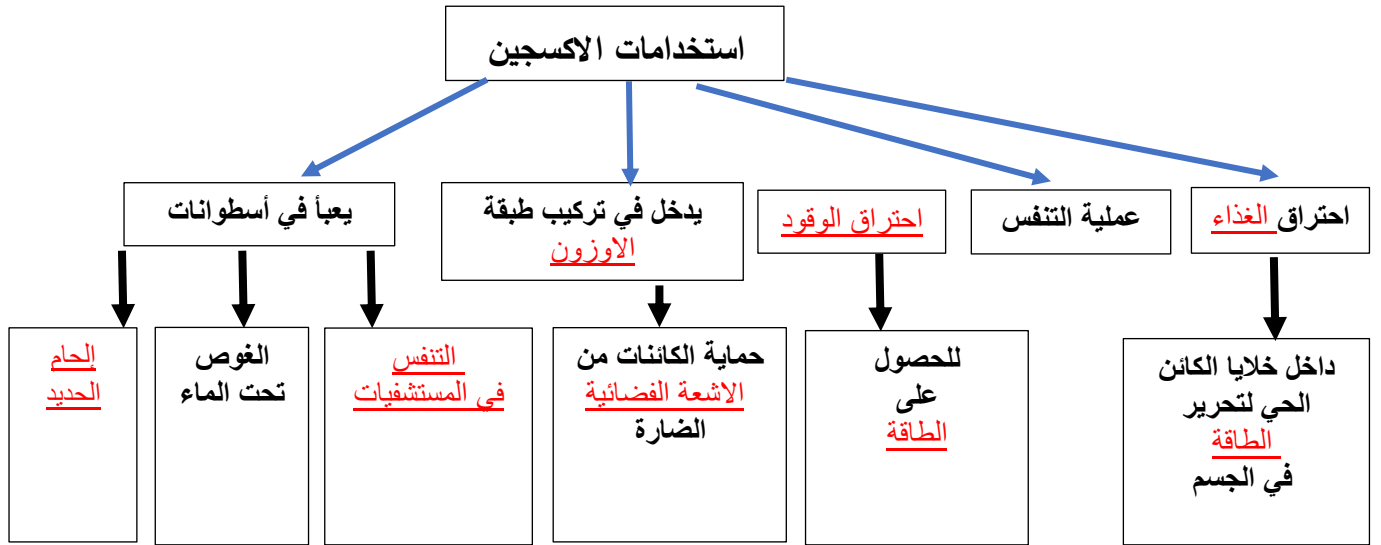 استخدامات الاكسجين
احتراق الغذاء
عملية التنفس
احتراق الوقود
يدخل في تركيب طبقة
الاوزون
يعبأ في أسطوانات
داخل خلايا الكائن
الحي لتحرير
الطاقة
في الجسم
للحصول
على
الطاقة
حماية الكائنات من
الاشعة الفضائية
الضارة
التنفس
في المستشفيات
الغوص
تحت الماء
إلحام
الحديد